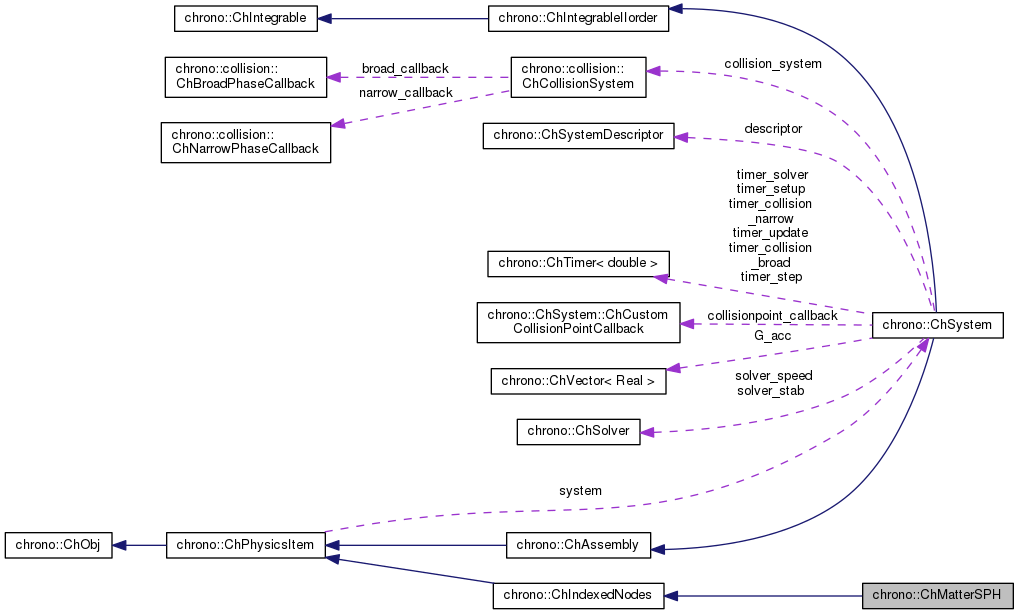 chrono::ChIntegrable
chrono::ChIntegrableIIorder
chrono::collision::
ChBroadPhaseCallback
broad_callback
chrono::collision::
ChCollisionSystem
collision_system
narrow_callback
chrono::collision::
ChNarrowPhaseCallback
chrono::ChSystemDescriptor
descriptor
timer_solver
timer_setup
timer_collision
_narrow
timer_update
timer_collision
_broad
timer_step
chrono::ChTimer< double >
chrono::ChSystem::ChCustom
CollisionPointCallback
collisionpoint_callback
chrono::ChSystem
G_acc
chrono::ChVector< Real >
solver_speed
solver_stab
chrono::ChSolver
system
chrono::ChObj
chrono::ChPhysicsItem
chrono::ChAssembly
chrono::ChIndexedNodes
chrono::ChMatterSPH